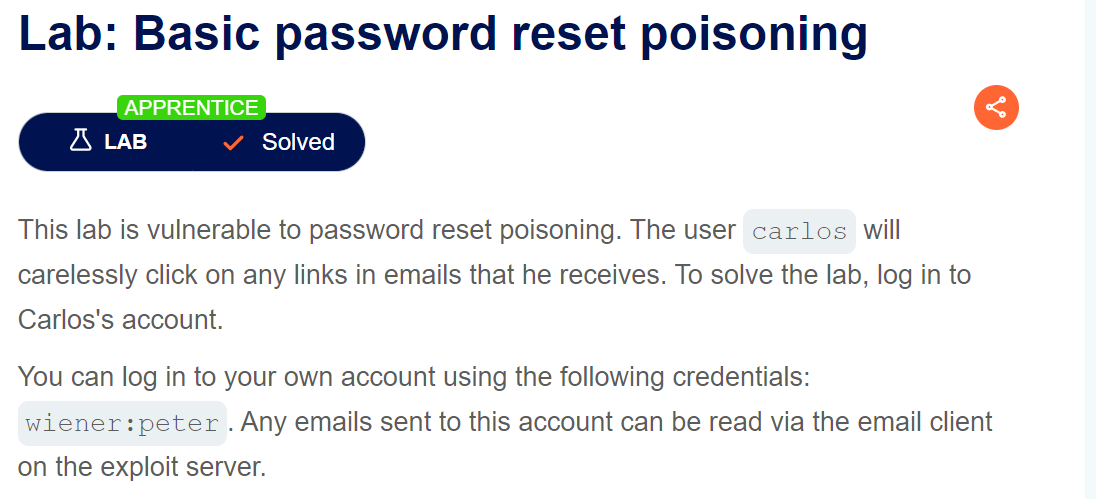 Lab: Basic password reset poisoning
APPRENTICE
LAB Solved
This lab is vulnerable to password reset poisoning. The user carlos will
carelessly click on any links in emails that he receives. To solve the lab, log in to
Carlos's account.
You can log in to your own account using the following credentials:
wiener:peter. Any emails sent to this account can be read via the email client
on the exploit server.